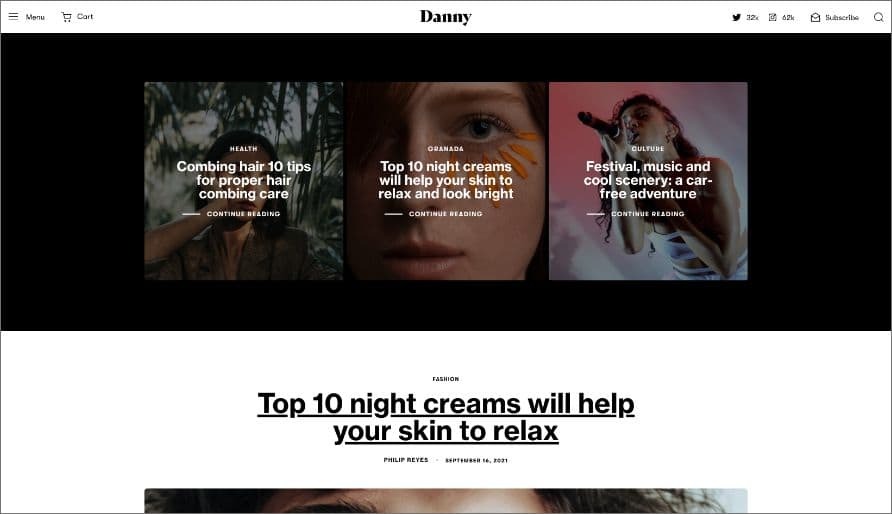 Menu
Cart
Danny
32k
62k
Subscribe
HEALTH
Combing hair 10 tips
for proper hair
combing care
CONTINUE READING
GRANADA
Top 10 night creams
will help your skin to
relax and look bright
CONTINUE READING
CULTURE
Festival, music and
cool scenery: a car-
free adventure
CONTINUE READING
FASHION
Top 10 night creams will help
your skin to relax
PHILIP REYES · SEPTEMBER 16, 2021